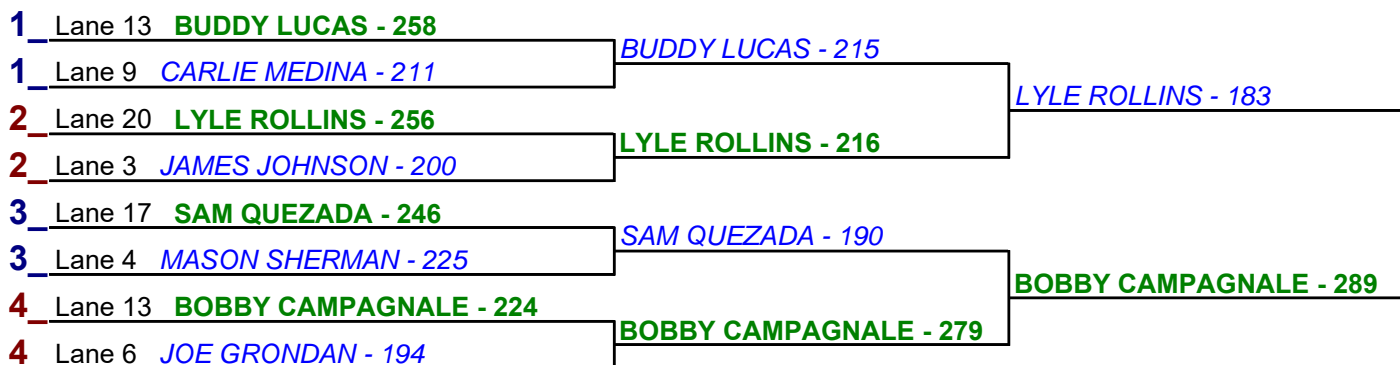 1_ Lane 13 BUDDY LUCAS - 258
BUDDY LUCAS - 215
1_ Lane 9 CARLIE MEDINA - 211
LYLE ROLLINS - 183
2_ Lane 20 LYLE ROLLINS - 256
LYLE ROLLINS - 216
2_ Lane 3 JAMES JOHNSON - 200
3_ Lane 17 SAM QUEZADA - 246
SAM QUEZADA - 190
3_ Lane 4 MASON SHERMAN - 225
BOBBY CAMPAGNALE - 289
4_ Lane 13 BOBBY CAMPAGNALE - 224
BOBBY CAMPAGNALE - 279
4 Lane 6 JOE GRONDAN - 194